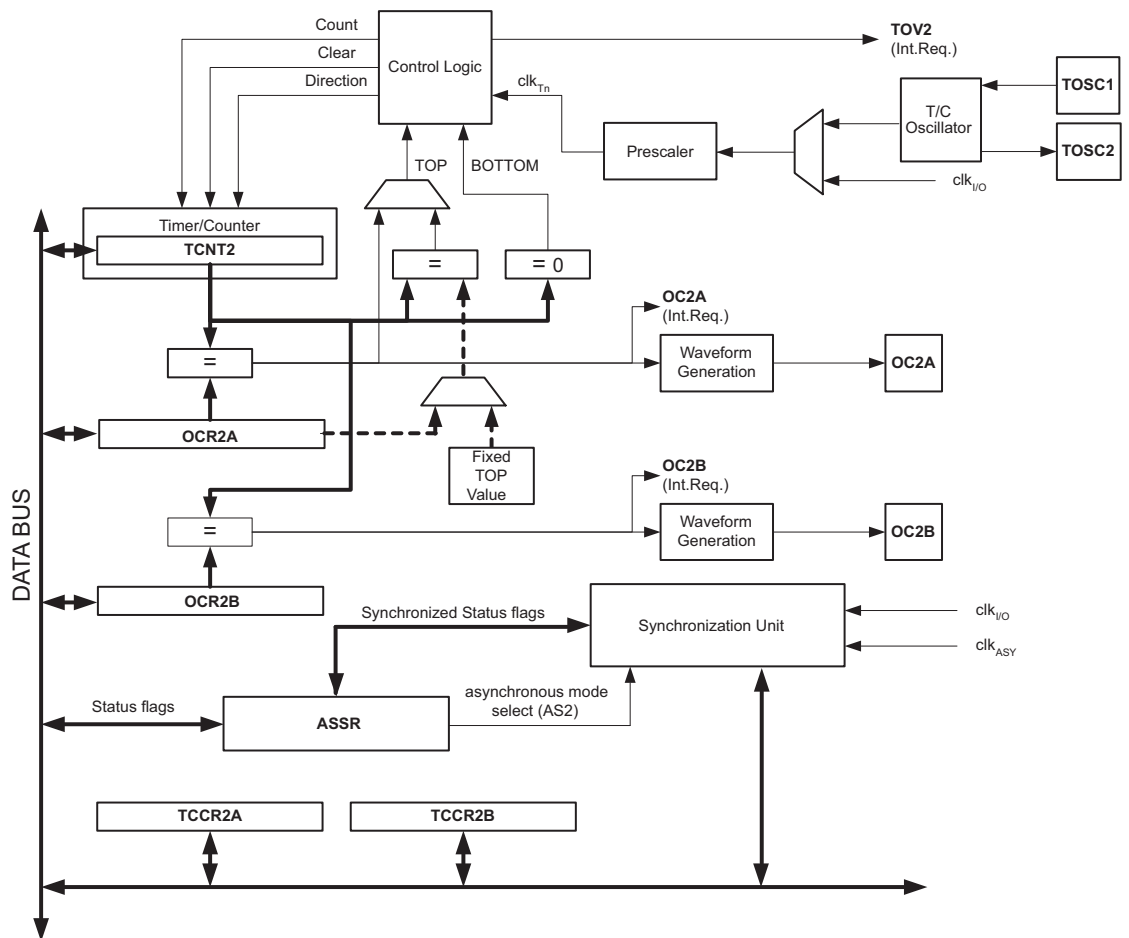 Count
Clear
Direction
Control Logic
TOV2
(Int.Req.)
clkTn
TOSC1
T/C
Oscillator
TOSC2
Prescaler
clkI/O
TOP
BOTTOM
Timer/Counter
TCNT2
=
= 0
OC2A
(Int.Req.)
=
Waveform
Generation
OC2A
OCR2A
Fixed
TOP
Value
OC2B
(Int.Req.)
=
Waveform
Generation
OC2B
DATA BUS
OCR2B
Synchronized Status flags
Synchronization Unit
clkI/O
clkASY
Status flags
ASSR
asynchronous mode
select (AS2)
TCCR2A
TCCR2B